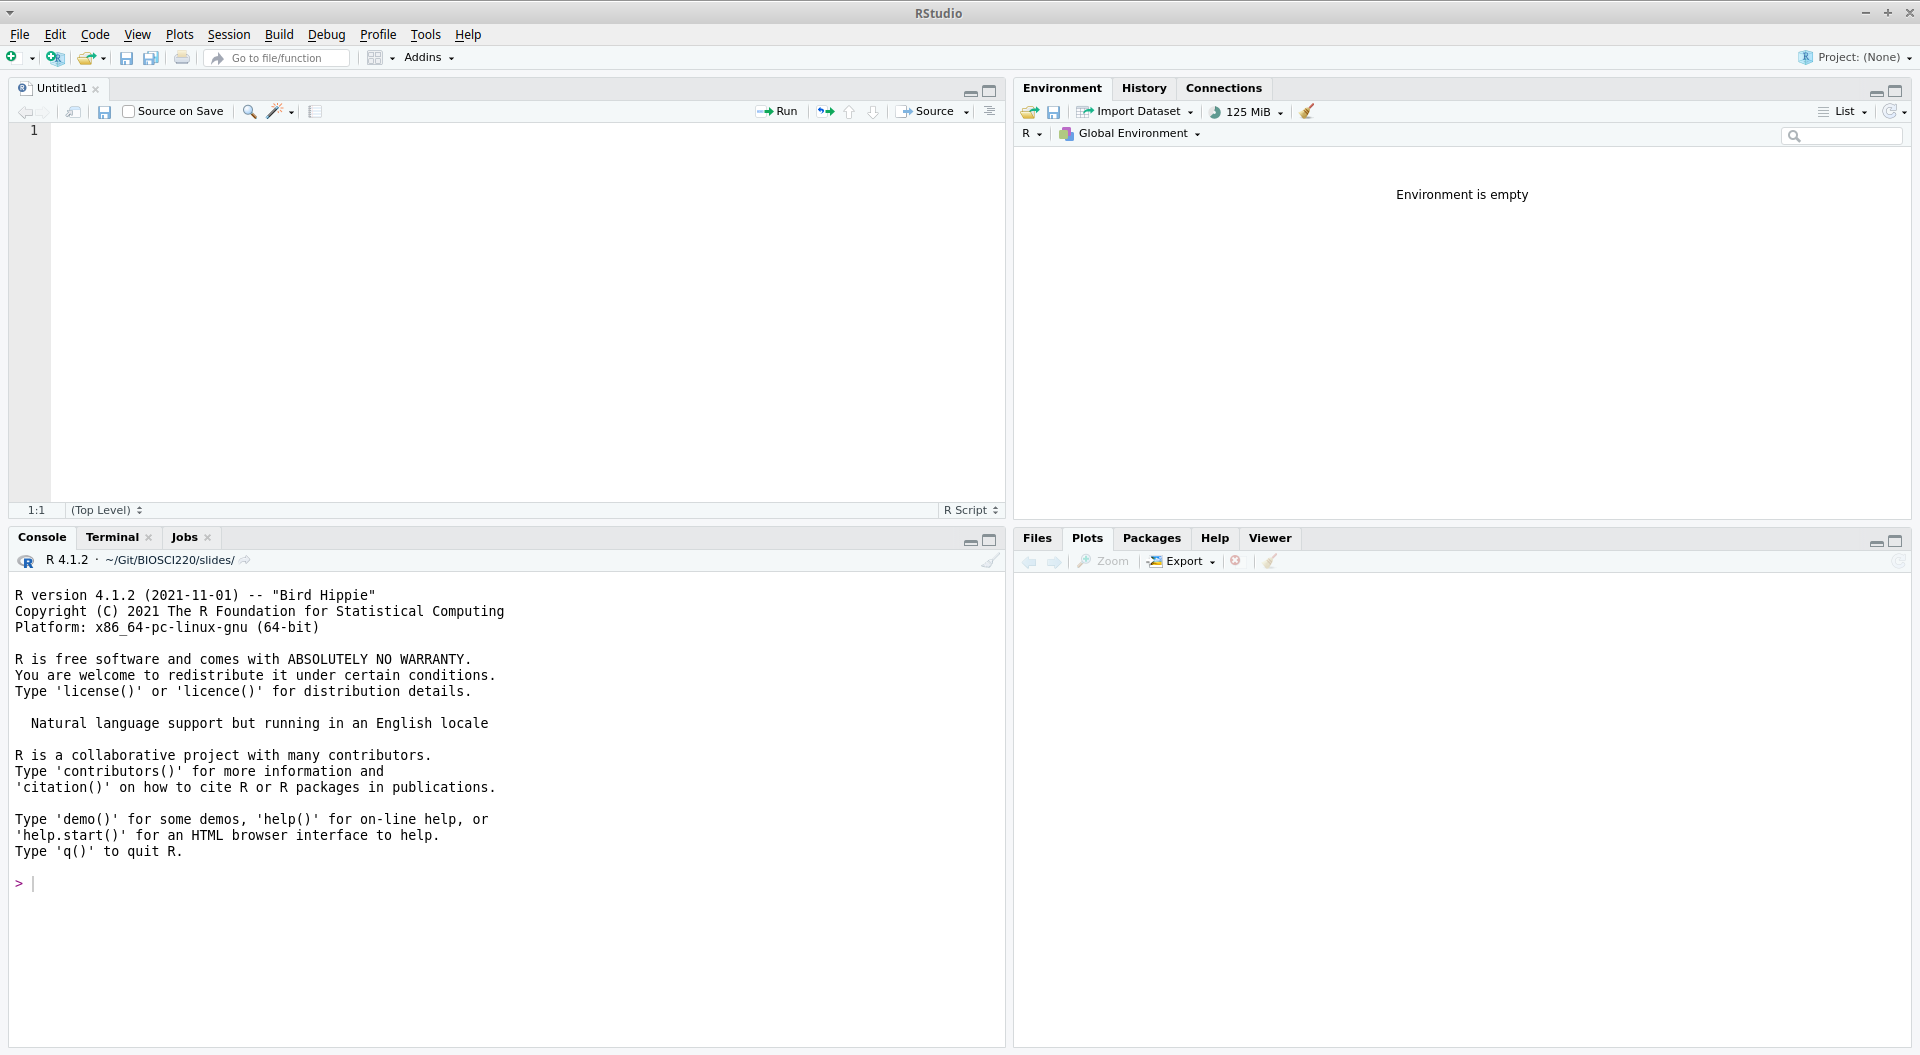 RStudio
File Edit Code View Plots Session Build Debug Profile Tools Help
Go to file/function Addins Project: (None)
Untitled1
Source on Save Run Source
1
1:1 (Top Level) R Script
Environment History Connections
Import Dataset 125 MiB List
R Global Environment
Environment is empty
Console Terminal Jobs
R 4.1.2 · ~/Git/BIOSCI220/slides/
R version 4.1.2 (2021-11-01) -- "Bird Hippie"
Copyright (C) 2021 The R Foundation for Statistical Computing
Platform: x86_64-pc-linux-gnu (64-bit)
R is free software and comes with ABSOLUTELY NO WARRANTY.
You are welcome to redistribute it under certain conditions.
Type 'license()' or 'licence()' for distribution details.
Natural language support but running in an English locale
R is a collaborative project with many contributors.
Type 'contributors()' for more information and
'citation()' on how to cite R or R packages in publications.
Type 'demo()' for some demos, 'help()' for on-line help, or
'help.start()' for an HTML browser interface to help.
Type 'q()' to quit R.
>
Files Plots Packages Help Viewer
Zoom Export